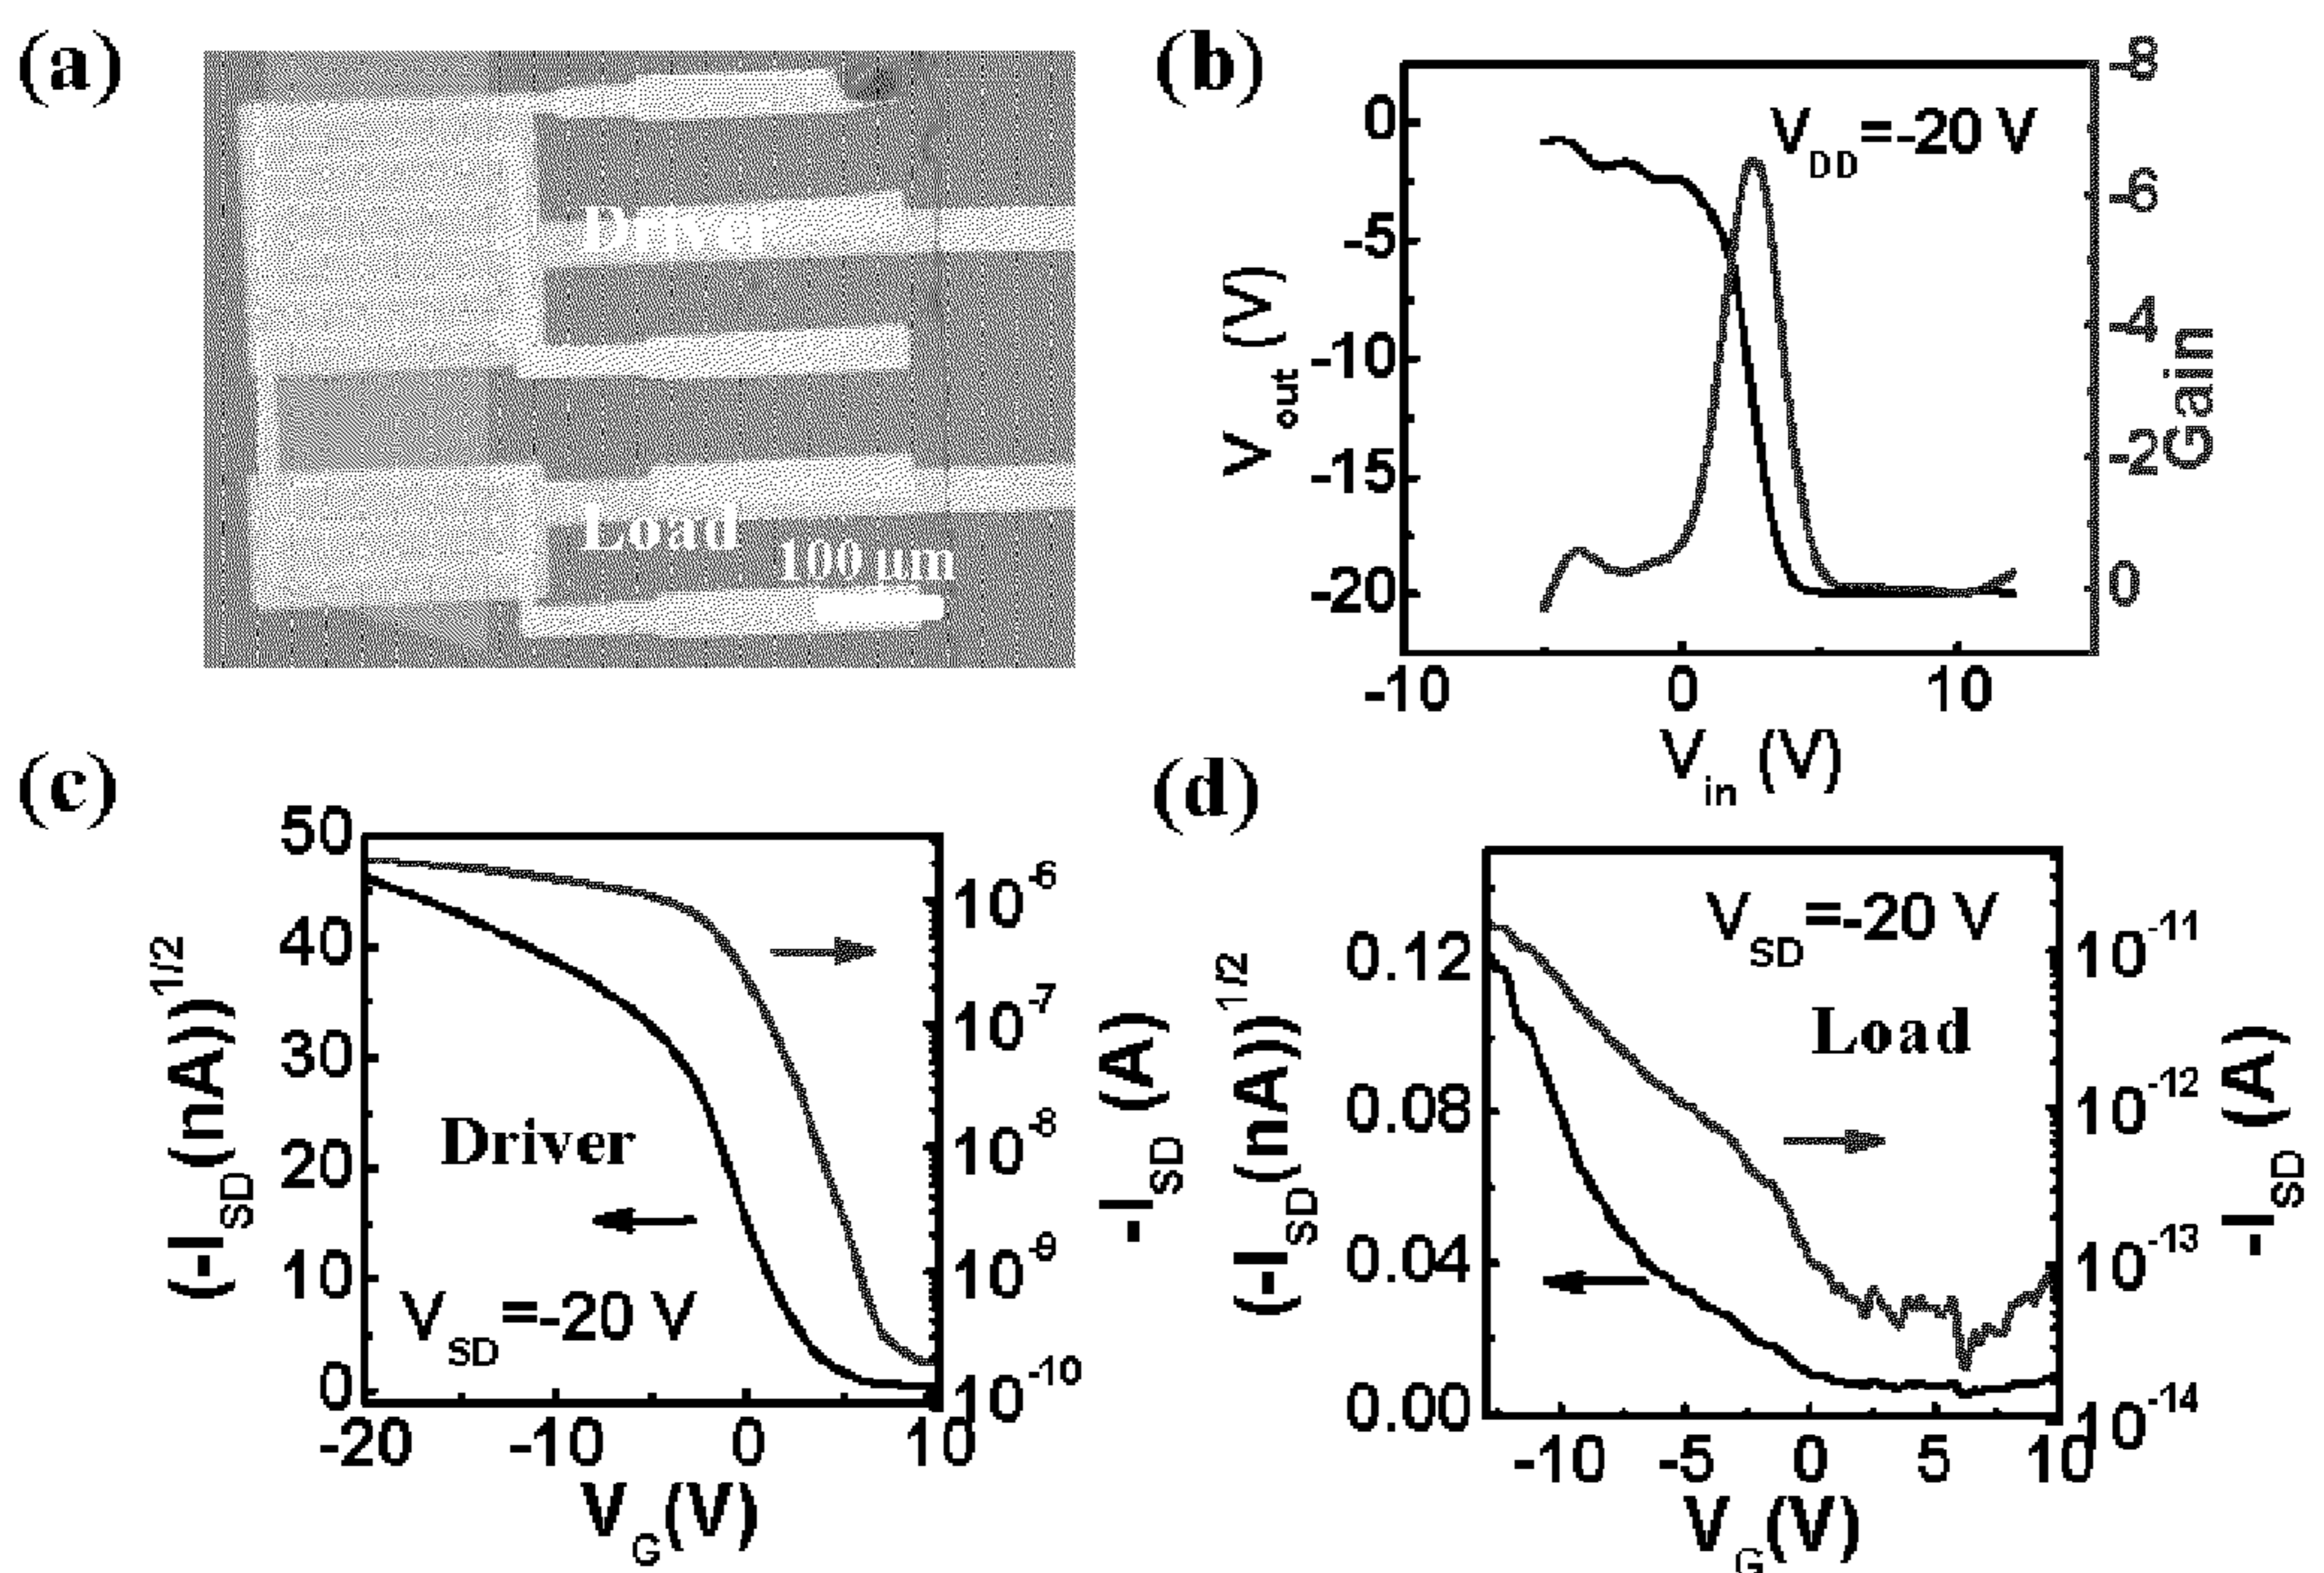 (a)
Driver
Load
100 μm
(b)
V_DD=-20 V
0
-5
-10
-15
-20
V_out (V)
-8
-6
-4
-2
0
Gain
-10 0 10
V_in (V)
(c)
50
40
30
20
10
0
(-I_SD(nA))^1/2
Driver
V_SD=-20 V
10^-6
10^-7
10^-8
10^-9
10^-10
-I_SD (A)
-20 -10 0 10
V_G(V)
(d)
V_SD=-20 V
Load
0.12
0.08
0.04
0.00
(-I_SD(nA))^1/2
10^-11
10^-12
10^-13
10^-14
-I_SD (A)
-10 -5 0 5 10
V_G(V)